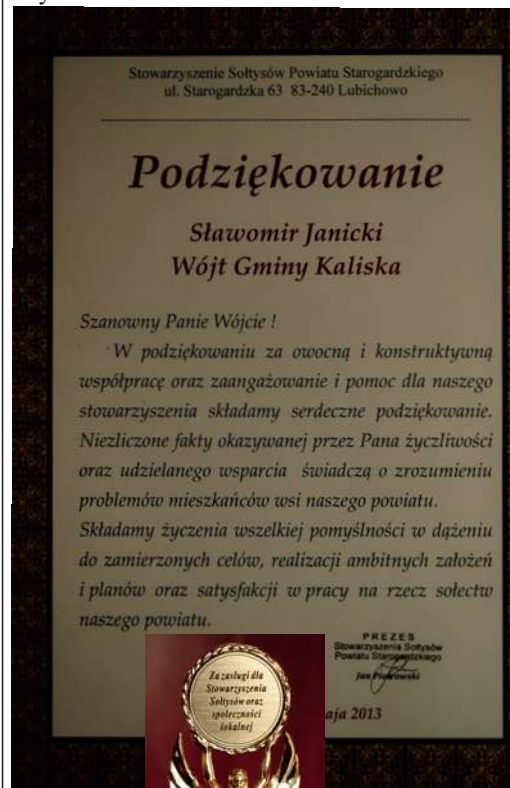 Stowarzyszenie Sołtysów Powiatu Starogardzkiego
ul. Starogardzka 63 83-240 Lubichowo
Podziękowanie
Sławomir Janicki
Wójt Gminy Kaliska
Szanowny Panie Wójcie !
W podziękowaniu za owocną i konstruktywną
współpracę oraz zaangażowanie i pomoc dla naszego
stowarzyszenia składamy serdeczne podziękowanie.
Niezliczone fakty okazywanej przez Pana życzliwości
oraz udzielanego wsparcia świadczą o zrozumieniu
problemów mieszkańców wsi naszego powiatu.
Składamy życzenia wszelkiej pomyślności w dążeniu
do zamierzonych celów, realizacji ambitnych założeń
i planów oraz satysfakcji w pracy na rzecz sołectw
naszego powiatu.
PREZES
Stowarzyszenia Sołtysów
Powiatu Starogardzkiego
Jan Piotrowski
aja 2013
Za zasługi dla
Stowarzyszenia
Sołtysów oraz
społeczności
lokalnej